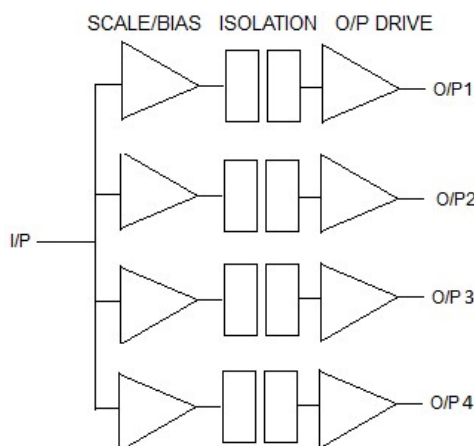 SCALE/BIAS ISOLATION O/P DRIVE
O/P1
O/P2
I/P
O/P 3
O/P 4